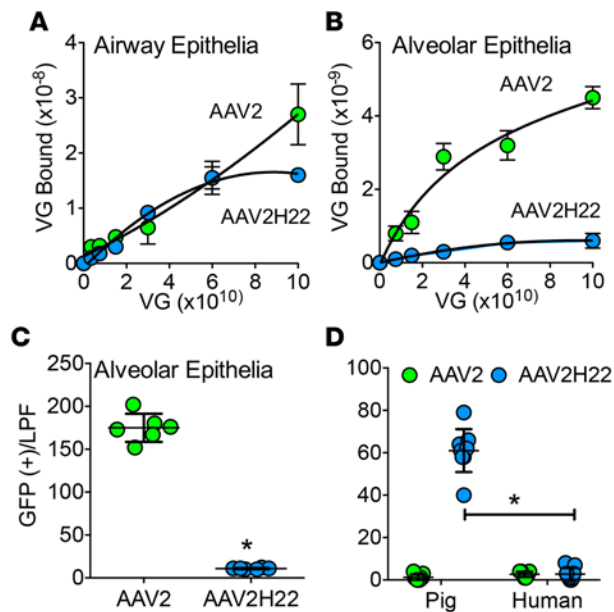 A
Airway Epithelia
VG Bound (x10-8)
4
3
2
1
0
AAV2
AAV2H22
0 2 4 6 8 10
VG (x10¹⁰)
B
Alveolar Epithelia
VG Bound (x10-9)
6
4
2
0
AAV2
AAV2H22
0 2 4 6 8 10
VG (x10¹⁰)
C
Alveolar Epithelia
GFP (+)/LPF
250
200
150
100
50
0
*
AAV2 AAV2H22
D
AAV2 AAV2H22
100
80
60
40
20
0
*
Pig Human